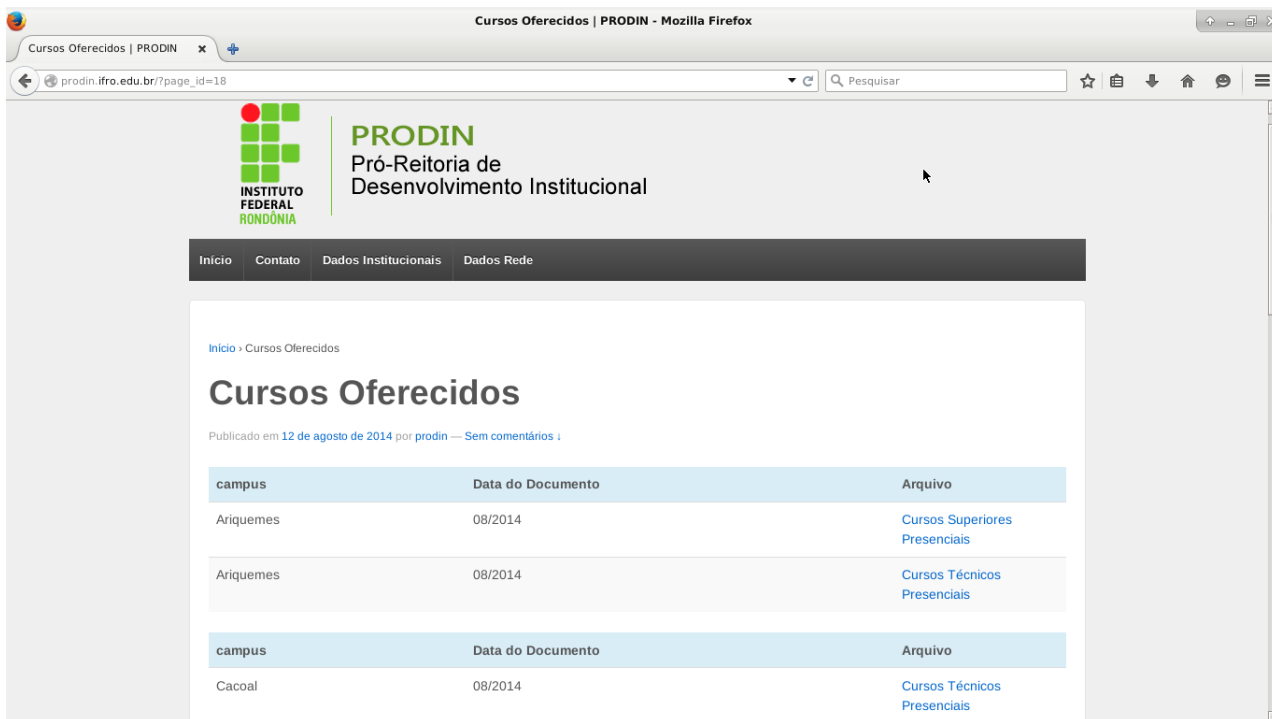 Cursos Oferecidos | PRODIN - Mozilla Firefox
Cursos Oferecidos | PRODIN
prodin.ifro.edu.br/?page_id=18
Pesquisar
INSTITUTO
FEDERAL
RONDÔNIA
PRODIN
Pró-Reitoria de
Desenvolvimento Institucional
Início Contato Dados Institucionais Dados Rede
Início › Cursos Oferecidos
Cursos Oferecidos
Publicado em 12 de agosto de 2014 por prodin — Sem comentários ↓
campus Data do Documento Arquivo
Ariquemes 08/2014 Cursos Superiores
Presenciais
Ariquemes 08/2014 Cursos Técnicos
Presenciais
campus Data do Documento Arquivo
Cacoal 08/2014 Cursos Técnicos
Presenciais